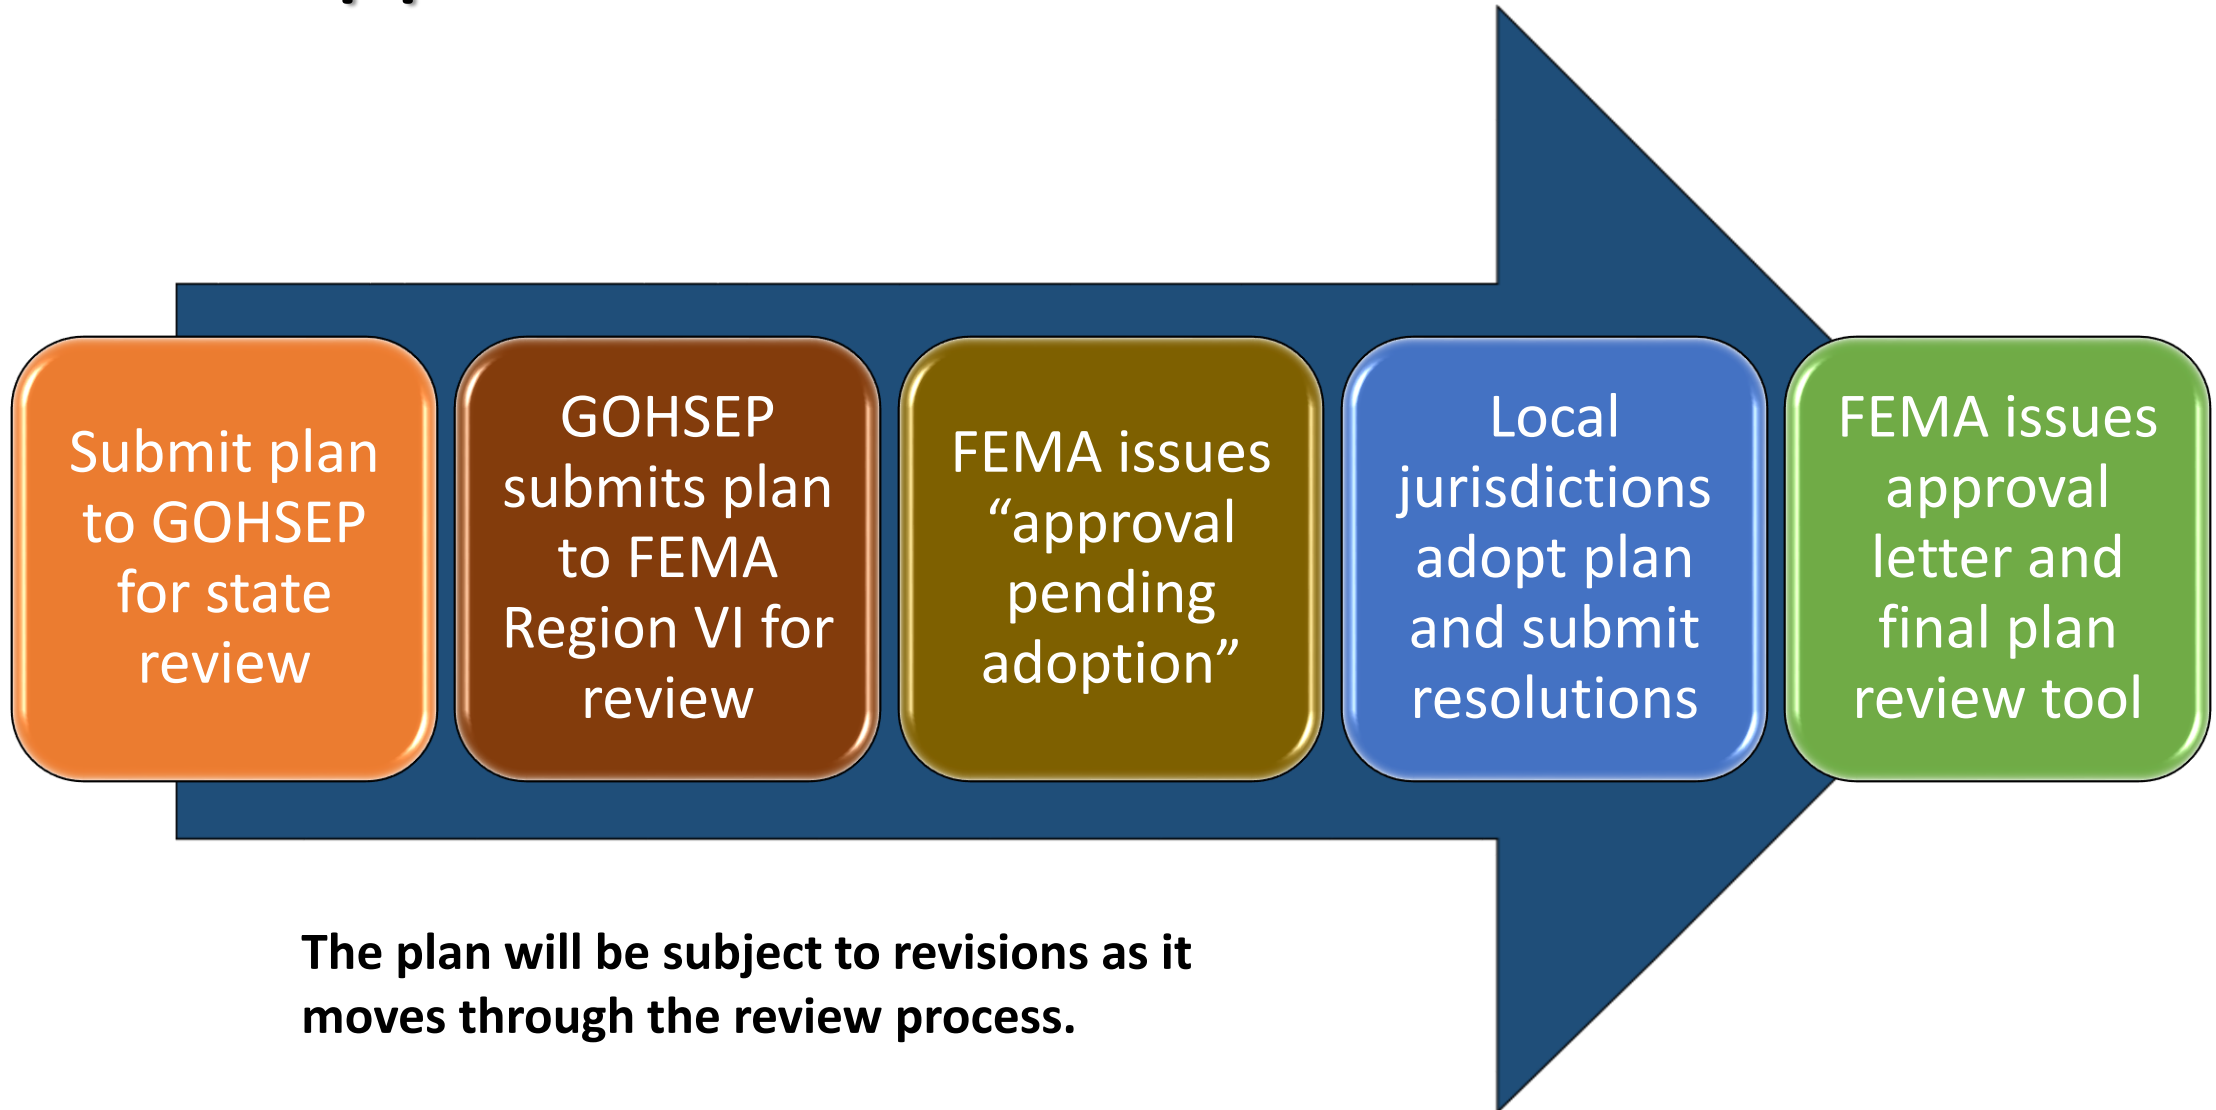 Submit plan
to GOHSEP
for state
review
GOHSEP
submits plan
to FEMA
Region VI for
review
FEMA issues
“approval
pending
adoption”
Local
jurisdictions
adopt plan
and submit
resolutions
FEMA issues
approval
letter and
final plan
review tool
The plan will be subject to revisions as it
moves through the review process.